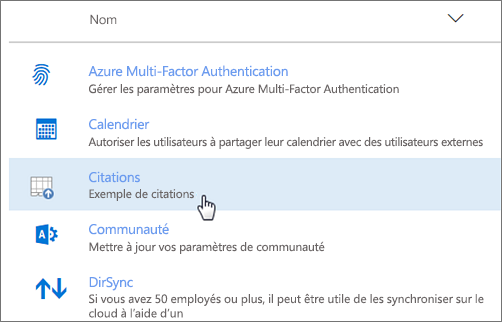 Nom
Azure Multi-Factor Authentication
Gérer les paramètres pour Azure Multi-Factor Authentication
Calendrier
Autoriser les utilisateurs à partager leur calendrier avec des utilisateurs externes
Citations
Exemple de citations
Communauté
Mettre à jour vos paramètres de communauté
DirSync
Si vous avez 50 employés ou plus, il peut être utile de les synchroniser sur le
cloud à l'aide d'un